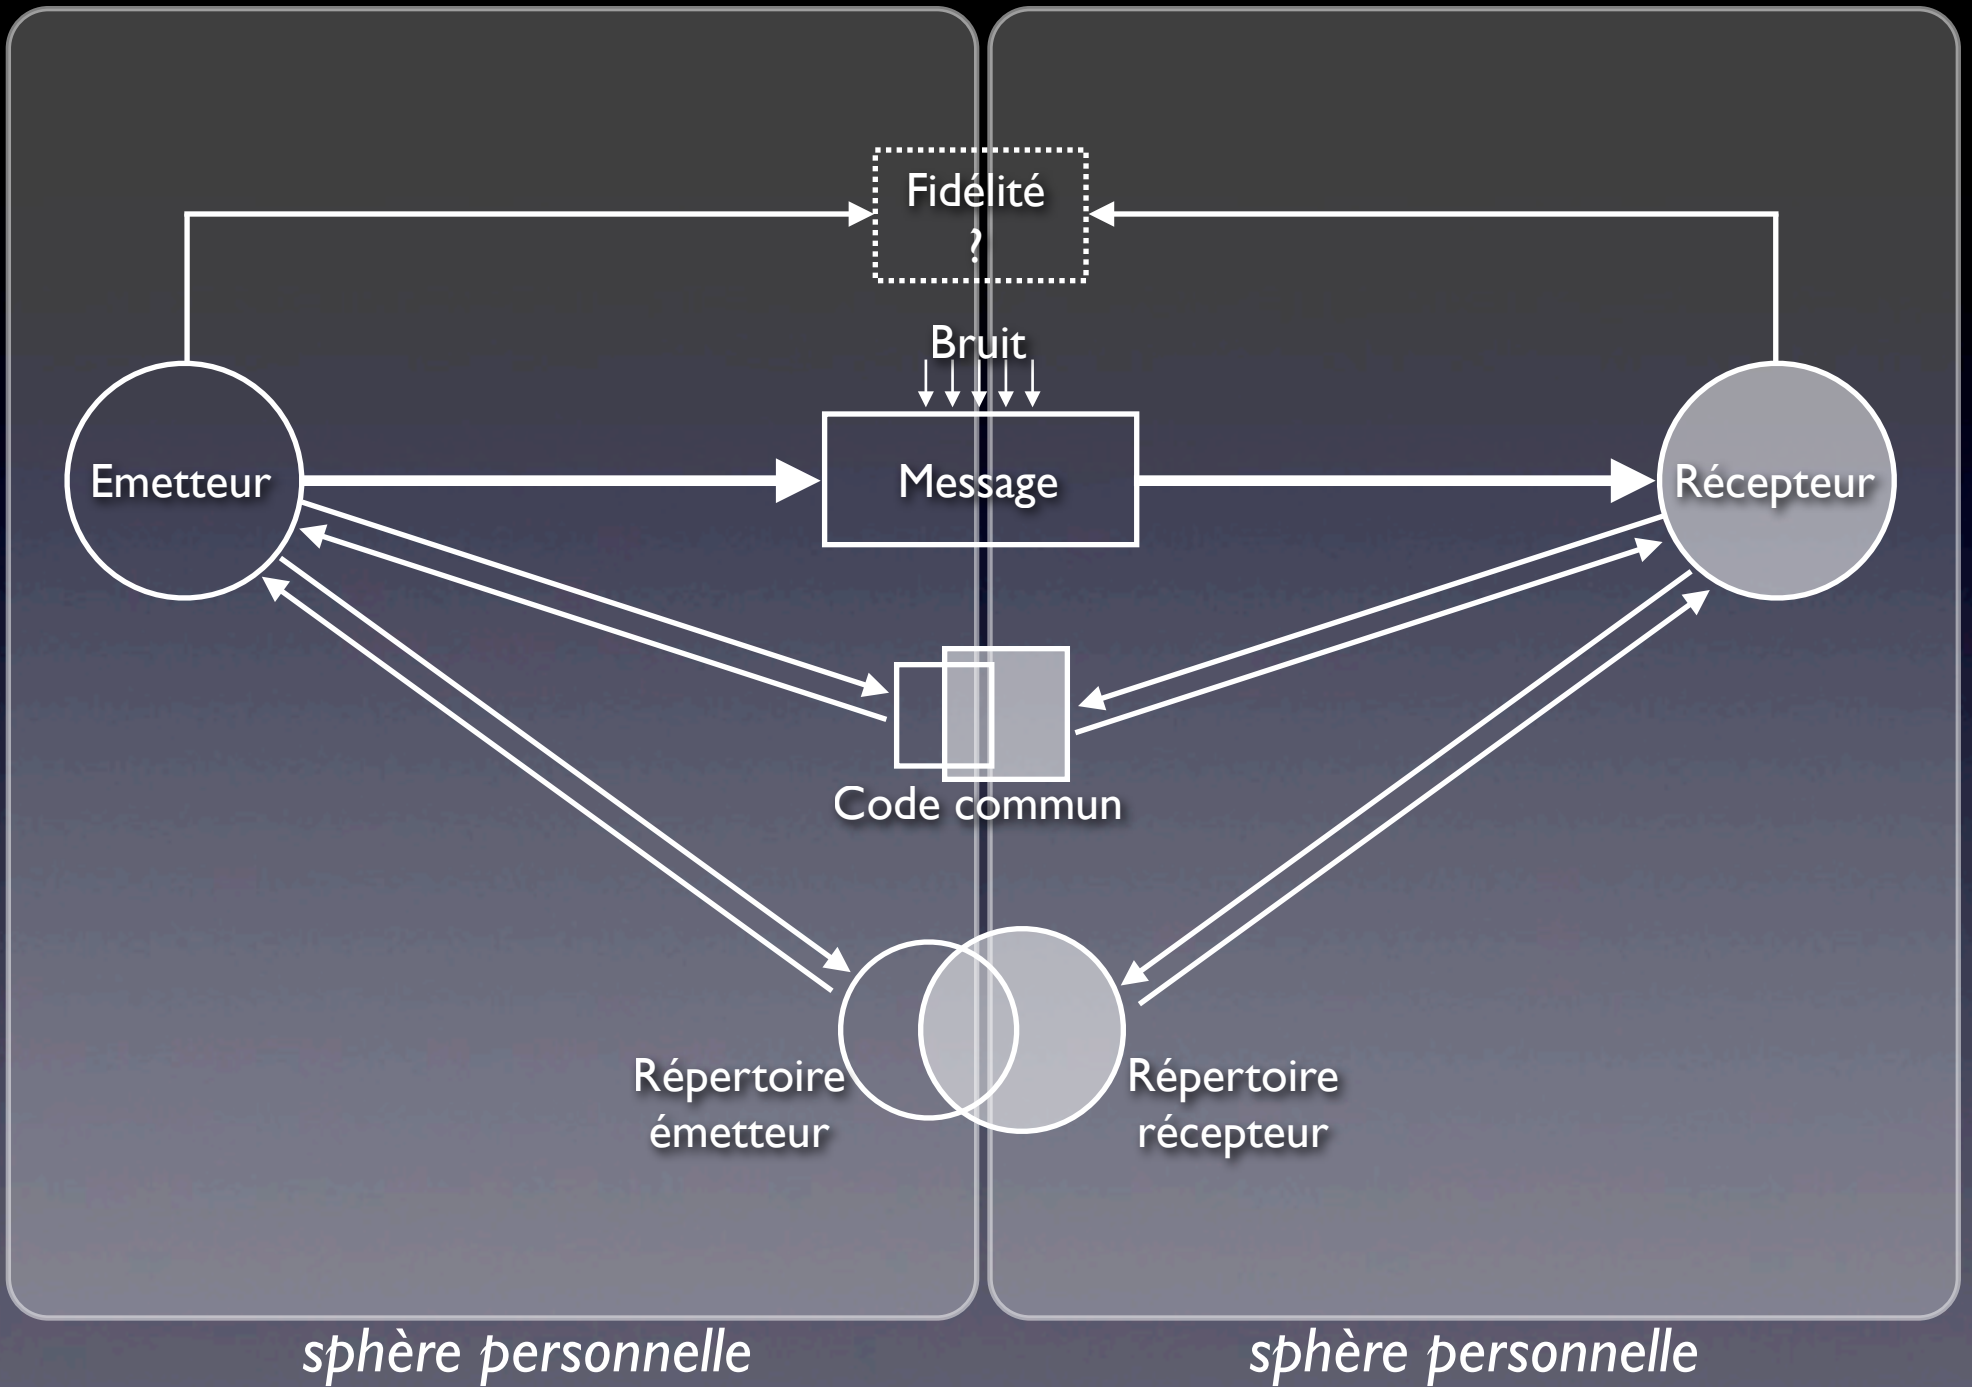 Fidélité
?
Bruit
Emetteur
Message
Récepteur
Code commun
Répertoire
émetteur
Répertoire
récepteur
sphère personnelle
sphère personnelle